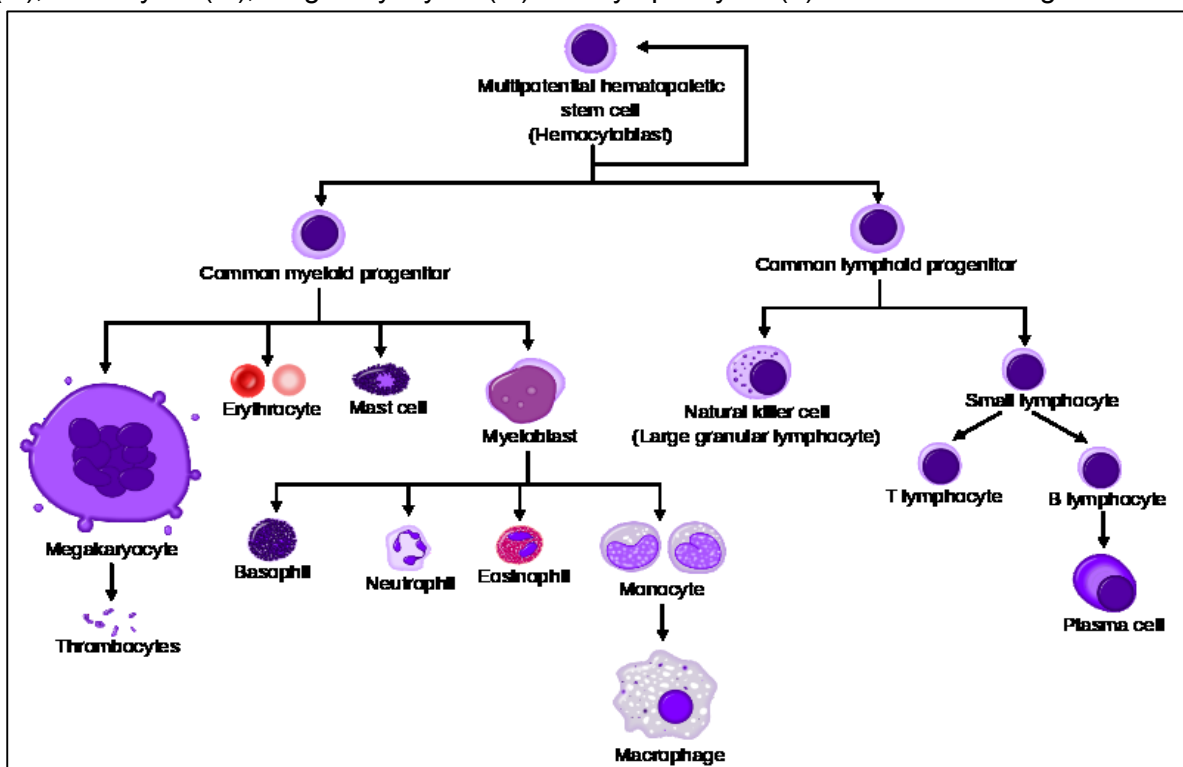 Multipotential hematopoietic
stem cell
(Hemocytoblast)
Common myeloid progenitor
Common lymphoid progenitor
Erythrocyte
Mast cell
Myeloblast
Natural killer cell
(Large granular lymphocyte)
Small lymphocyte
T lymphocyte
B lymphocyte
Megakaryocyte
Basophil
Neutrophil
Eosinophil
Monocyte
Plasma cell
Thrombocytes
Macrophage